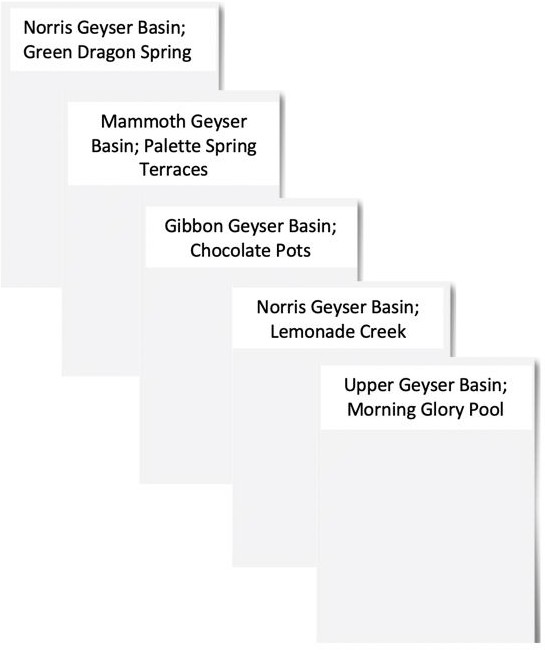 Norris Geyser Basin;
Green Dragon Spring
Mammoth Geyser
Basin; Palette Spring
Terraces
Gibbon Geyser Basin;
Chocolate Pots
Norris Geyser Basin;
Lemonade Creek
Upper Geyser Basin;
Morning Glory Pool